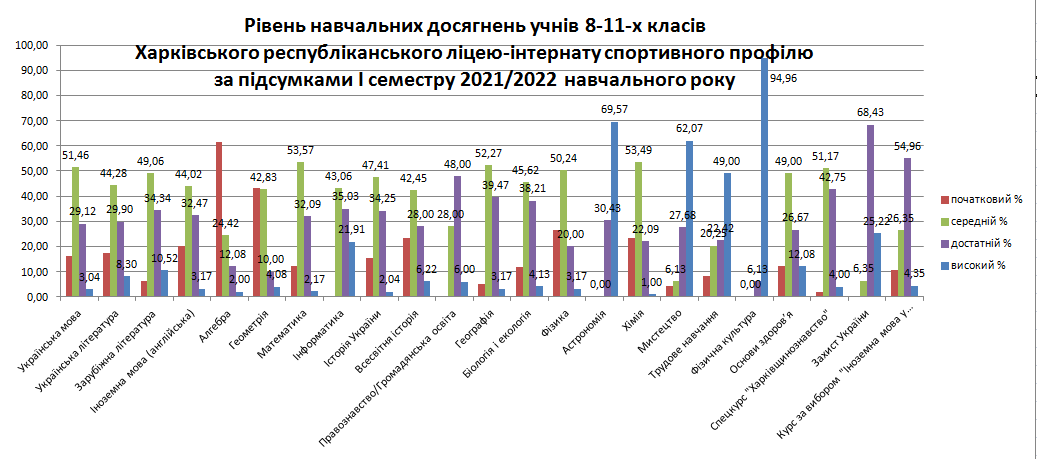 Рівень навчальних досягнень учнів 8-11-х класів
Харківського республіканського ліцею-інтернату спортивного профілю
за підсумками І семестру 2021/2022 навчального року
100,00
90,00
80,00
70,00
60,00
50,00
40,00
30,00
20,00
10,00
0,00
51,46
29,12
3,04
44,28
29,90
8,30
49,06
34,34
10,52
44,02
32,47
3,17
24,42
12,08
2,00
42,83
10,00
4,08
53,57
32,09
2,17
43,06
35,03
21,91
47,41
34,25
2,04
42,45
28,00
6,22
28,00
48,00
6,00
52,27
39,47
3,17
45,62
38,21
4,13
50,24
20,00
3,17
0,00
30,43
69,57
53,49
22,09
1,00
6,13
27,68
62,07
20,25
22,42
49,00
0,00
6,13
94,96
49,00
26,67
12,08
51,17
42,75
4,00
6,35
68,43
25,22
26,35
54,96
4,35
Українська мова
Українська література
Зарубіжна література
Іноземна мова (англійська)
Алгебра
Геометрія
Математика
Інформатика
Історія України
Всесвітня історія
Правознавство/Громадянська освіта
Географія
Біологія і екологія
Фізика
Астрономія
Хімія
Мистецтво
Трудове навчання
Фізична культура
Основи здоров'я
Спецкурс "Харківщинознавство"
Захист України
Курс за вибором "Іноземна мова у...
початковий %
середній %
достатній %
високий %